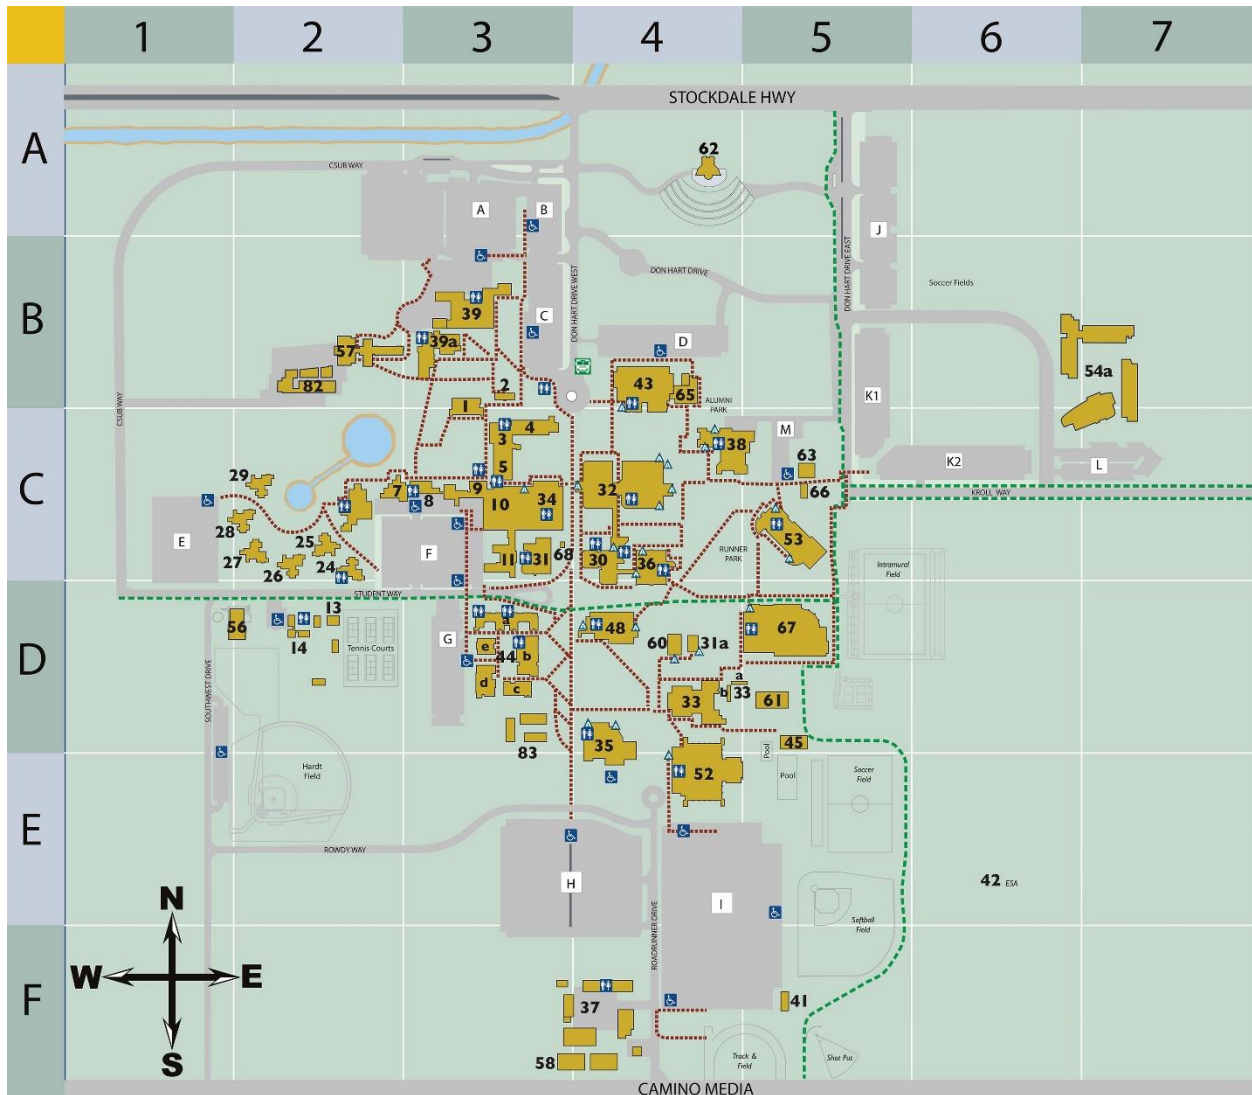 1 2 3 4 5 6 7
STOCKDALE HWY
A
62
CSUB WAY
A
B
J
B
DON HART DRIVE
DON HART DRIVE WEST
DON HART DRIVE EAST
Soccer Fields
39
C
D
39a
57
82
2
43
65
54a
ALUMNI
PARK
K1
CSUB WAY
1
C
3
4
5
38
M
63
K2
L
29
7
8
9
10
34
32
66
KROLL WAY
28
E
27
26
25
24
F
11
31
68
30
36
RUNNER
PARK
53
Intramural
Field
STUDENT WAY
D
56
13
14
Tennis Courts
G
a
e
44
b
d
c
48
60
31a
67
SOUTHWEST DRIVE
33
b
a
33
61
83
35
45
Pool
52
Pool
Soccer
Field
E
Hardt
Field
ROWDY WAY
H
I
42 ESA
Softball
Field
N
W
E
S
ROADRUNNER DRIVE
F
37
41
58
Track &
Field
Shot Put
CAMINO MEDIA